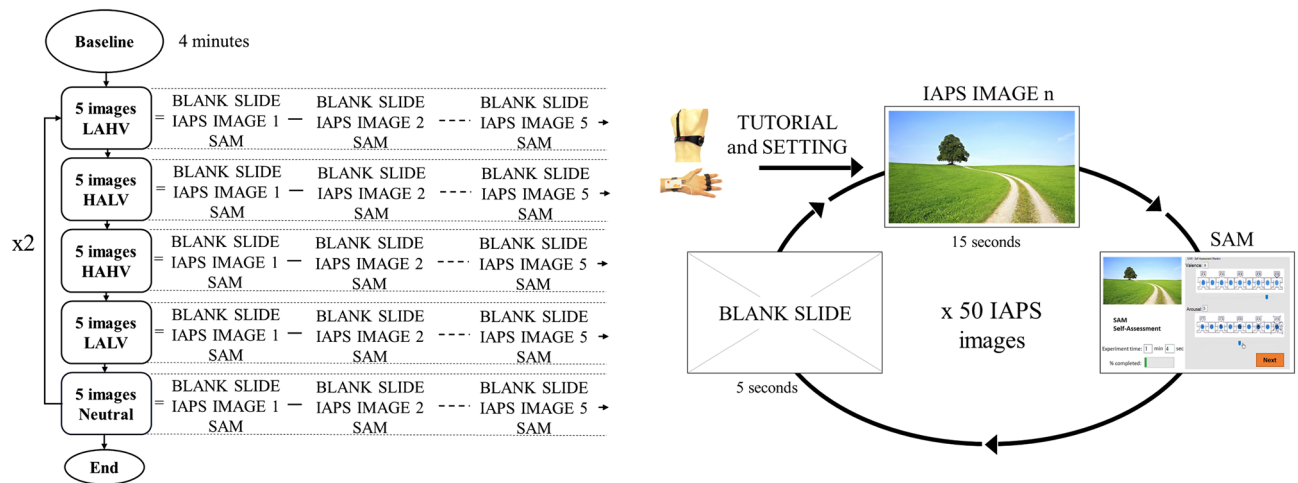 Baseline
4 minutes
5 images
LAHV
= BLANK SLIDE
IAPS IMAGE 1
SAM
BLANK SLIDE
IAPS IMAGE 2
SAM
BLANK SLIDE
IAPS IMAGE 5
SAM
5 images
HALV
= BLANK SLIDE
IAPS IMAGE 1
SAM
BLANK SLIDE
IAPS IMAGE 2
SAM
BLANK SLIDE
IAPS IMAGE 5
SAM
x2
5 images
HAHV
= BLANK SLIDE
IAPS IMAGE 1
SAM
BLANK SLIDE
IAPS IMAGE 2
SAM
BLANK SLIDE
IAPS IMAGE 5
SAM
5 images
LALV
= BLANK SLIDE
IAPS IMAGE 1
SAM
BLANK SLIDE
IAPS IMAGE 2
SAM
BLANK SLIDE
IAPS IMAGE 5
SAM
5 images
Neutral
= BLANK SLIDE
IAPS IMAGE 1
SAM
BLANK SLIDE
IAPS IMAGE 2
SAM
BLANK SLIDE
IAPS IMAGE 5
SAM
End
TUTORIAL
and SETTING
IAPS IMAGE n
15 seconds
SAM
Valence
Arousal
SAM
Self-Assessment
Experiment time: 1 min 4 sec
% completed:
Next
BLANK SLIDE
5 seconds
x 50 IAPS
images